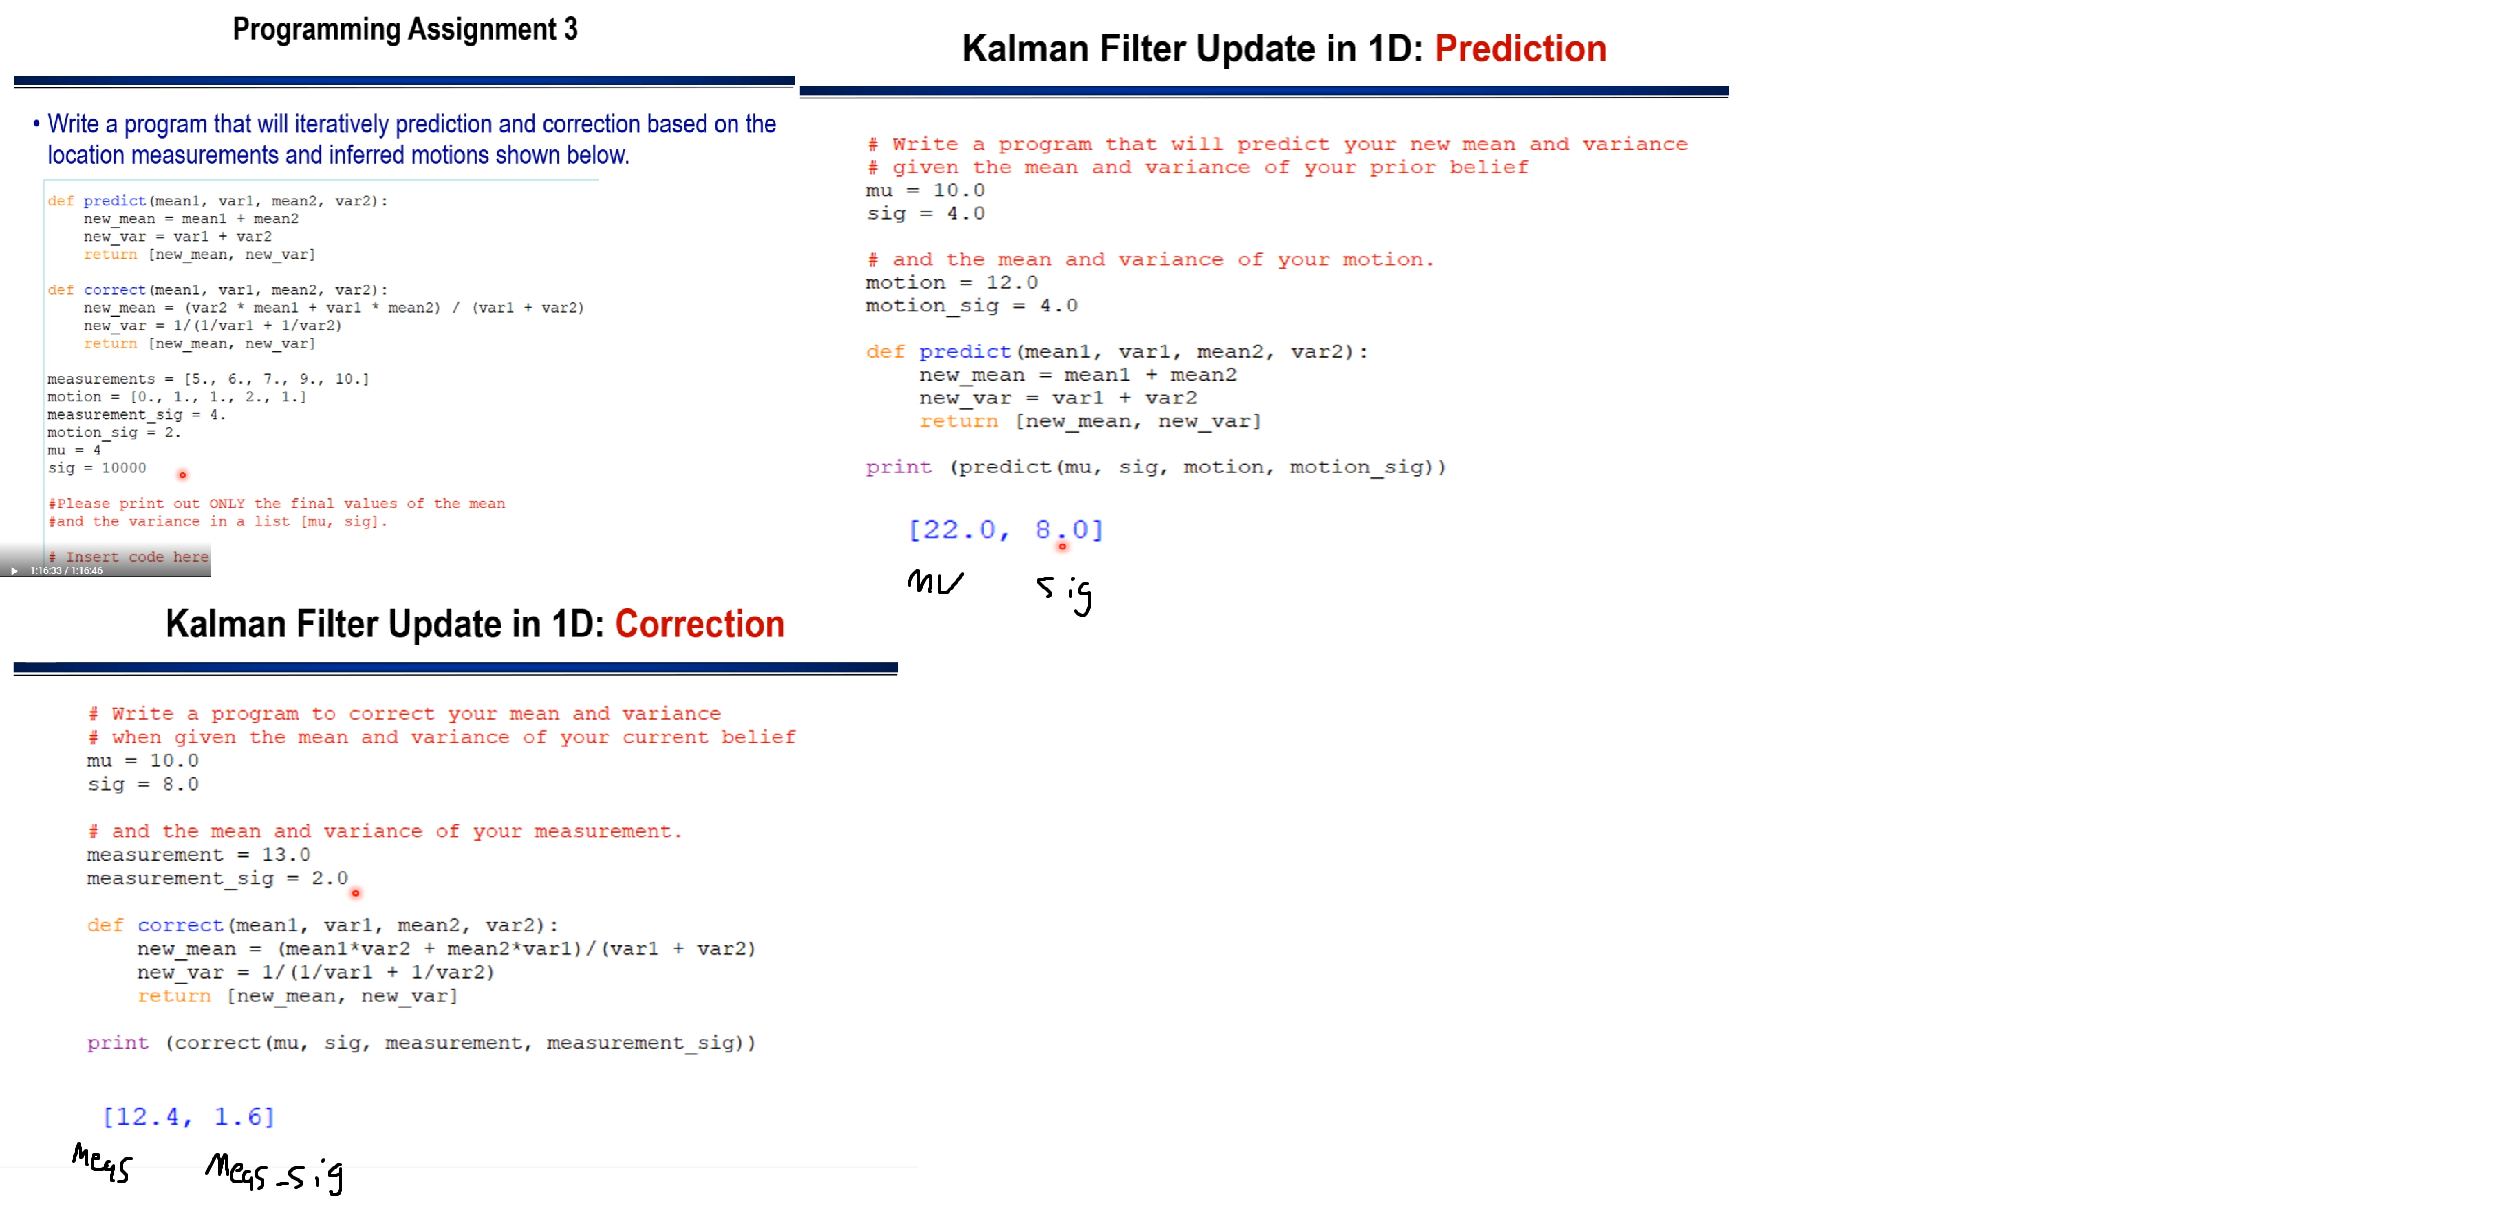 Programming Assignment 3
• Write a program that will iteratively prediction and correction based on the
location measurements and inferred motions shown below.
def predict(mean1, var1, mean2, var2):
new_mean = mean1 + mean2
new_var = var1 + var2
return [new_mean, new_var]
def correct(mean1, var1, mean2, var2):
new_mean = (var2 * mean1 + var1 * mean2) / (var1 + var2)
new_var = 1/(1/var1 + 1/var2)
return [new_mean, new_var]
measurements = [5., 6., 7., 9., 10.]
motion = [0., 1., 1., 2., 1.]
measurement_sig = 4.
motion_sig = 2.
mu = 4
sig = 10000
#Please print out ONLY the final values of the mean
#and the variance in a list [mu, sig].
# Insert code here
1:16:33 / 1:16:46
Kalman Filter Update in 1D: Prediction
# Write a program that will predict your new mean and variance
# given the mean and variance of your prior belief
mu = 10.0
sig = 4.0
# and the mean and variance of your motion.
motion = 12.0
motion_sig = 4.0
def predict(mean1, var1, mean2, var2):
new_mean = mean1 + mean2
new_var = var1 + var2
return [new_mean, new_var]
print (predict(mu, sig, motion, motion_sig))
[22.0, 8.0]
mu sig
Kalman Filter Update in 1D: Correction
# Write a program to correct your mean and variance
# when given the mean and variance of your current belief
mu = 10.0
sig = 8.0
# and the mean and variance of your measurement.
measurement = 13.0
measurement_sig = 2.0
def correct(mean1, var1, mean2, var2):
new_mean = (mean1*var2 + mean2*var1)/(var1 + var2)
new_var = 1/(1/var1 + 1/var2)
return [new_mean, new_var]
print (correct(mu, sig, measurement, measurement_sig))
[12.4, 1.6]
Meas Meas_sig